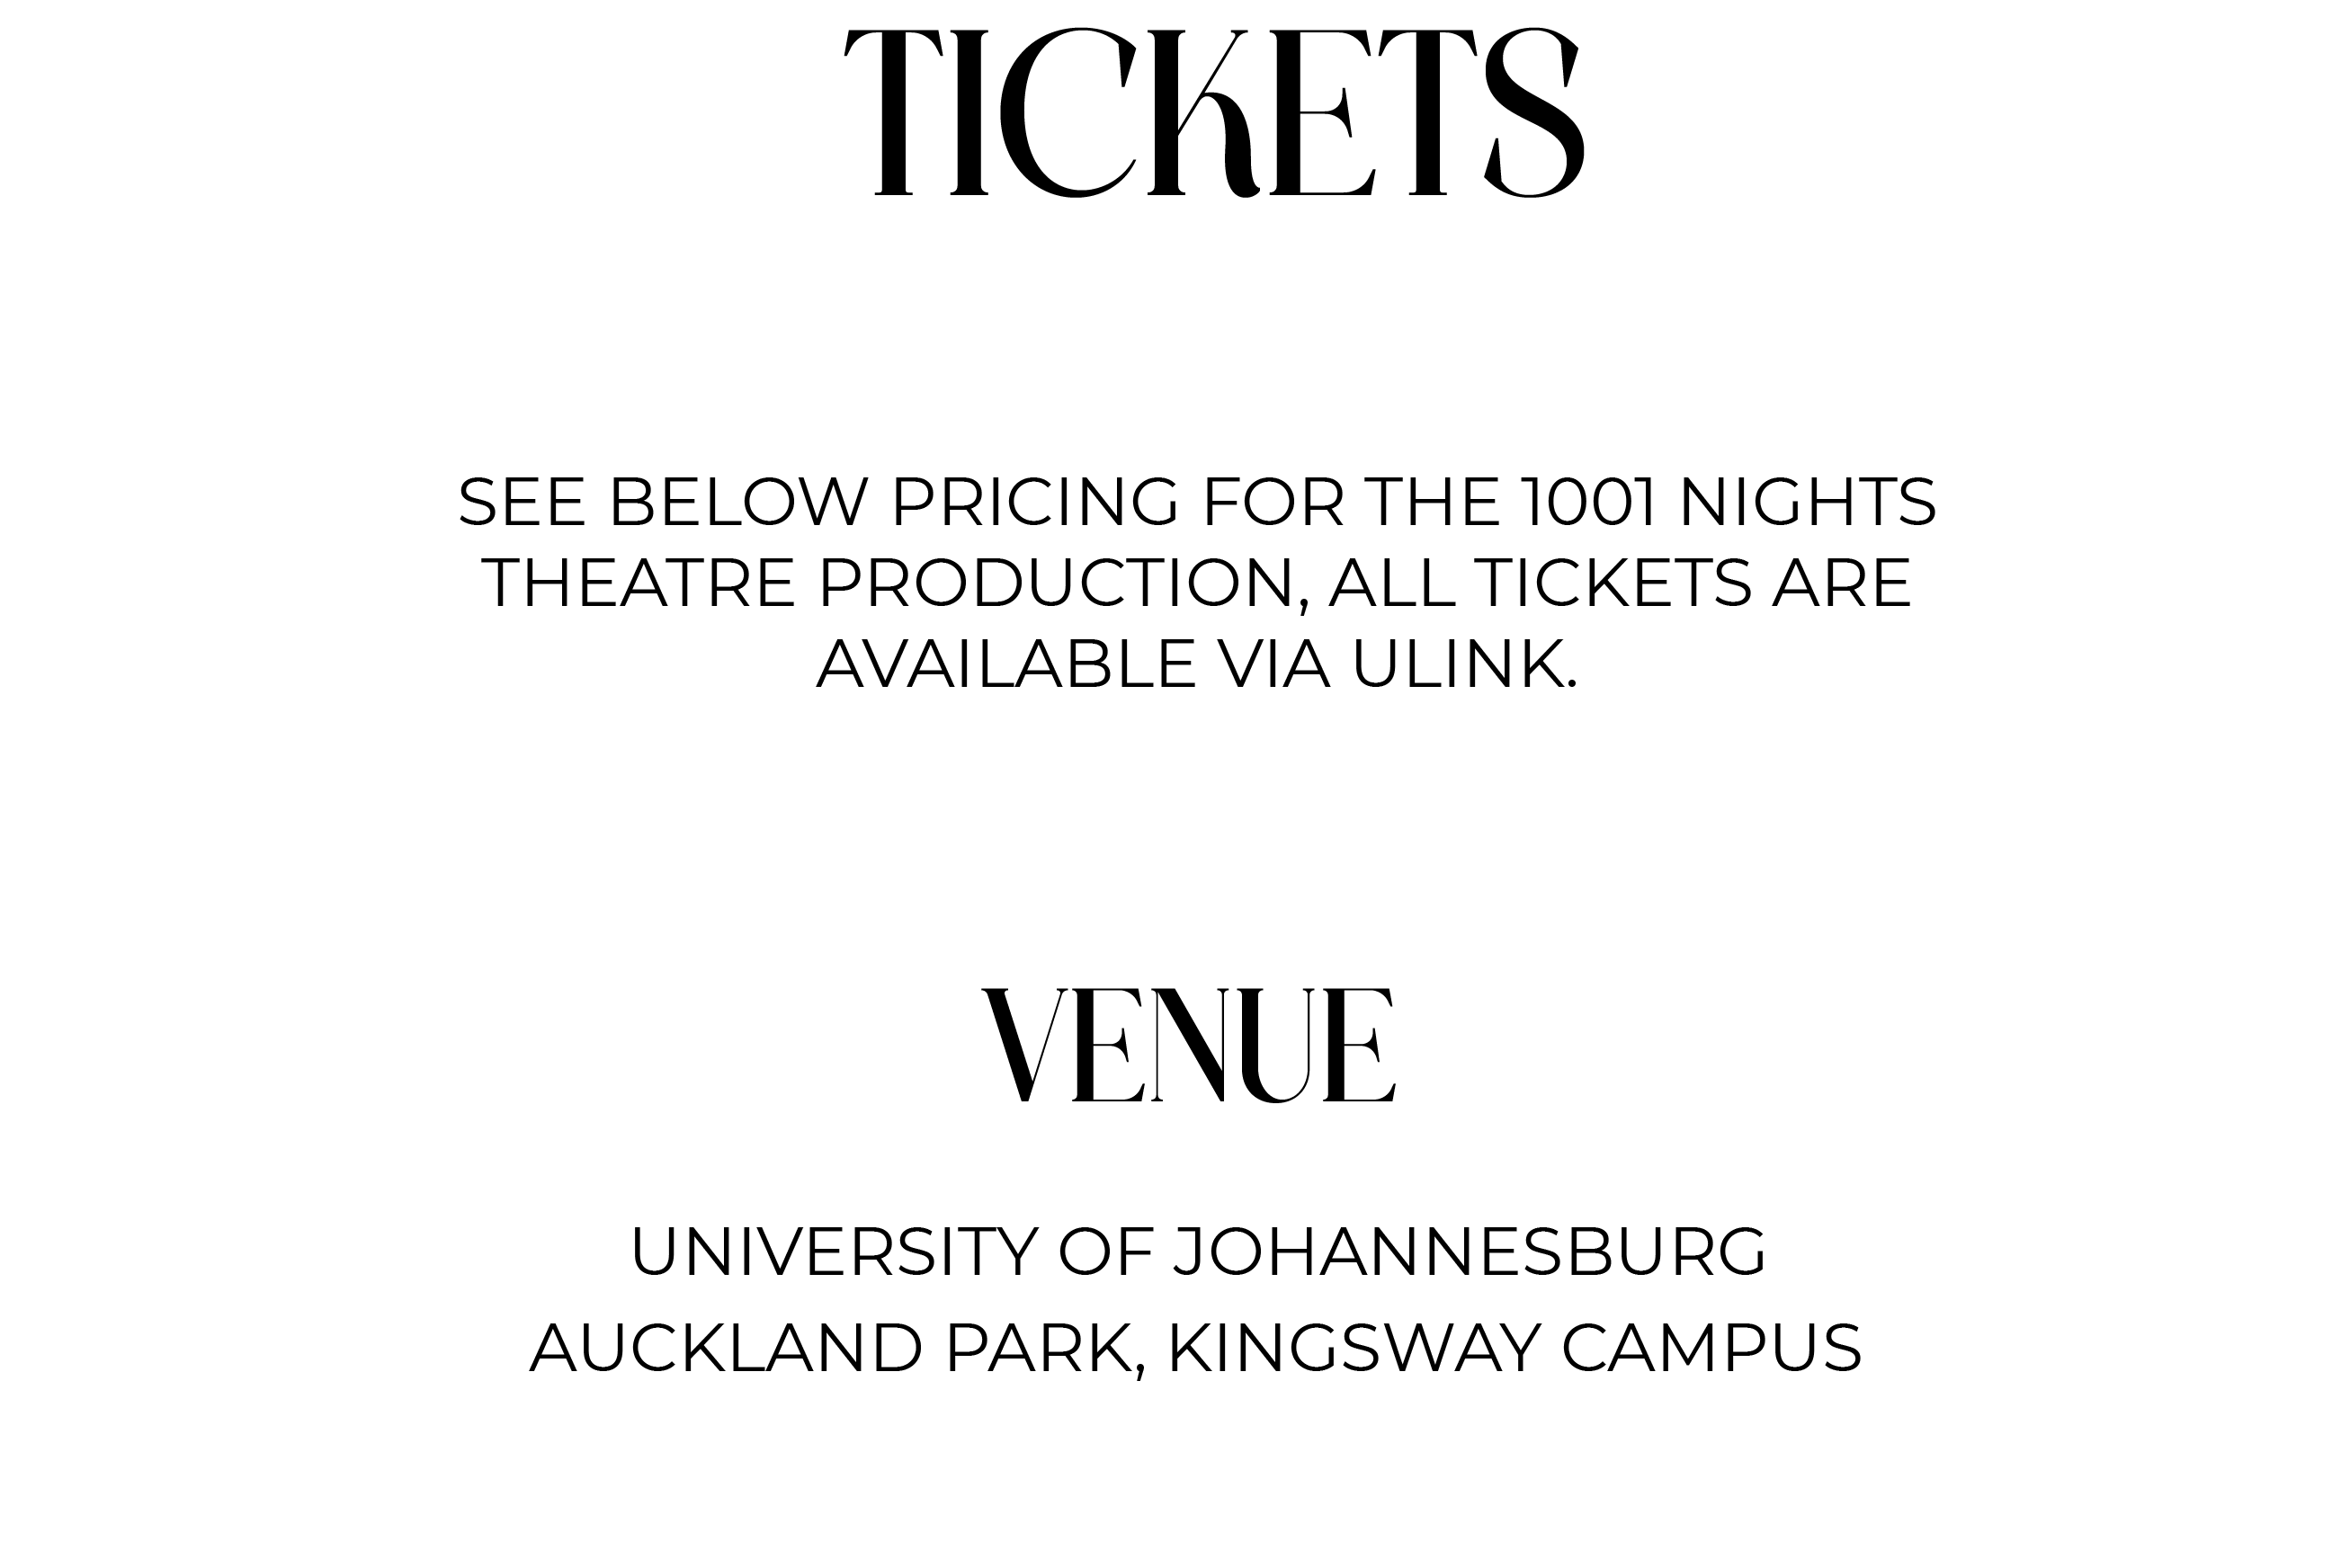 TICKETS
SEE BELOW PRICING FOR THE 1001 NIGHTS
THEATRE PRODUCTION, ALL TICKETS ARE
AVAILABLE VIA ULINK.
VENUE
UNIVERSITY OF JOHANNESBURG
AUCKLAND PARK, KINGSWAY CAMPUS